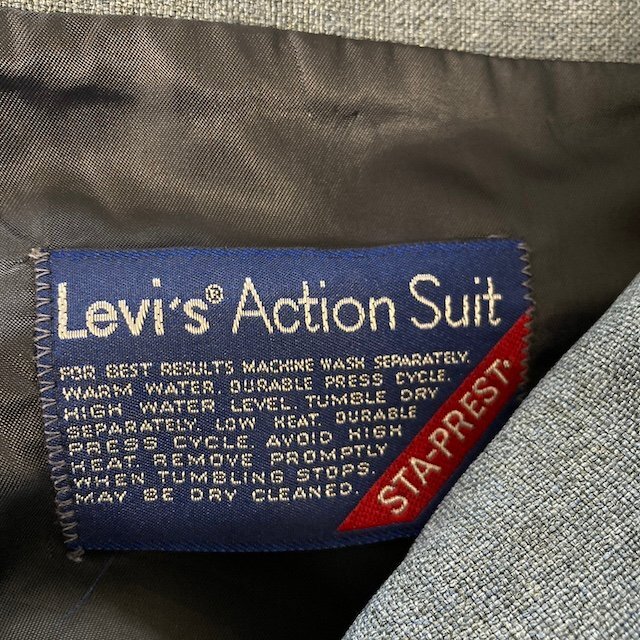 Levi's® Action Suit
FOR BEST RESULTS MACHINE WASH SEPARATELY.
WARM WATER. DURABLE PRESS CYCLE.
HIGH WATER LEVEL. TUMBLE DRY
SEPARATELY. LOW HEAT. DURABLE
PRESS CYCLE. AVOID HIGH
HEAT. REMOVE PROMPTLY
WHEN TUMBLING STOPS.
MAY BE DRY CLEANED.
STA-PREST.